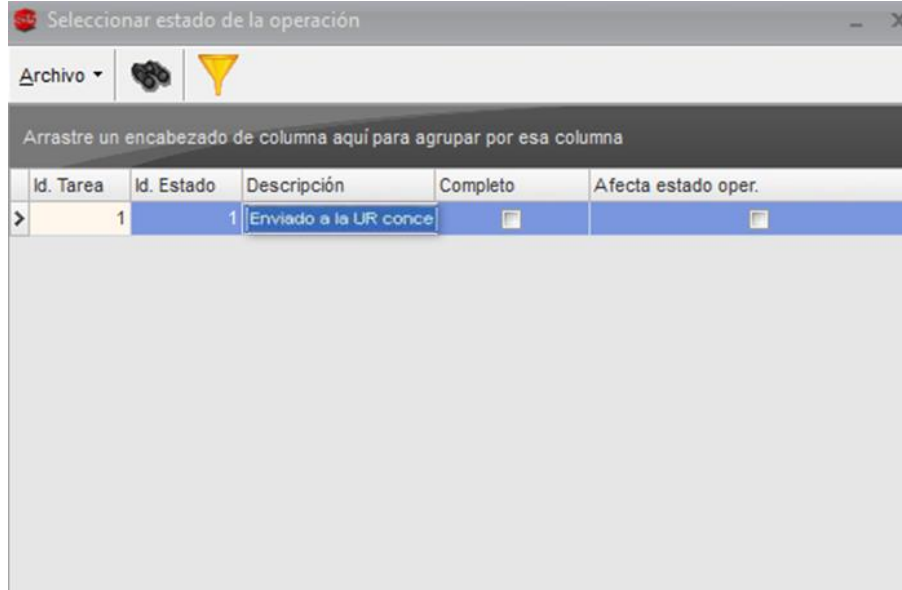 Seleccionar estado de la operación
Archivo
Arrastre un encabezado de columna aquí para agrupar por esa columna
Id. Tarea Id. Estado Descripción Completo Afecta estado oper.
1 1 Enviado a la UR conce